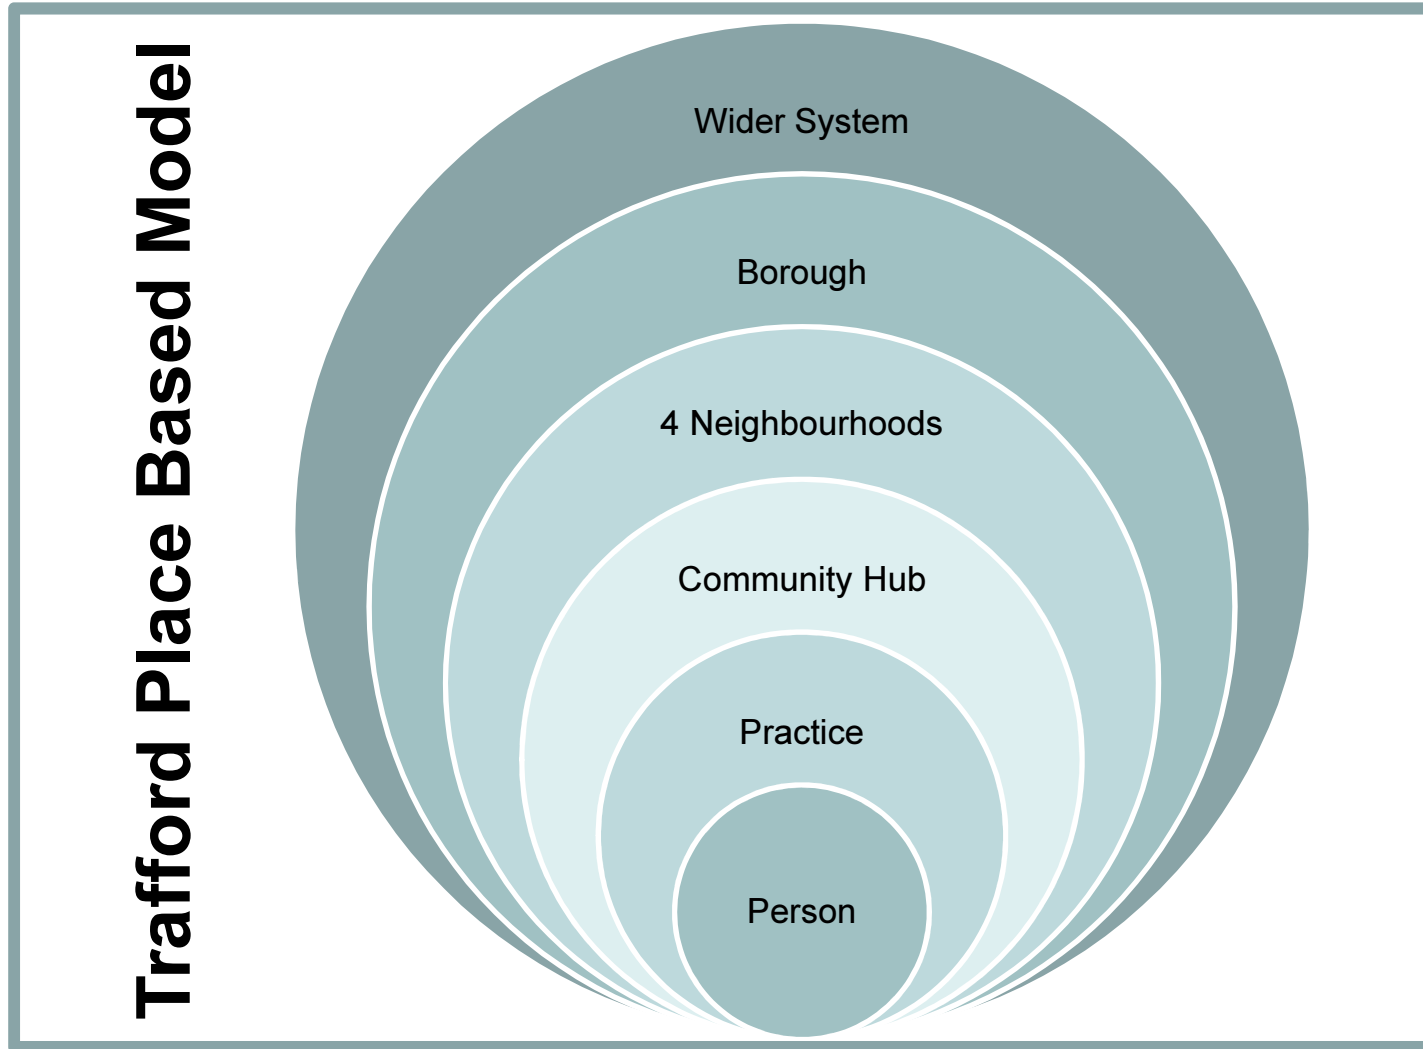 Trafford Place Based Model
Wider System
Borough
4 Neighbourhoods
Community Hub
Practice
Person